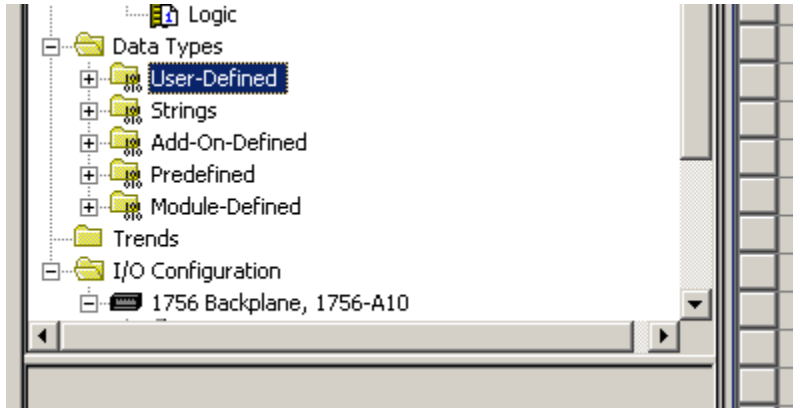 Logic
Data Types
User-Defined
Strings
Add-On-Defined
Predefined
Module-Defined
Trends
I/O Configuration
1756 Backplane, 1756-A10